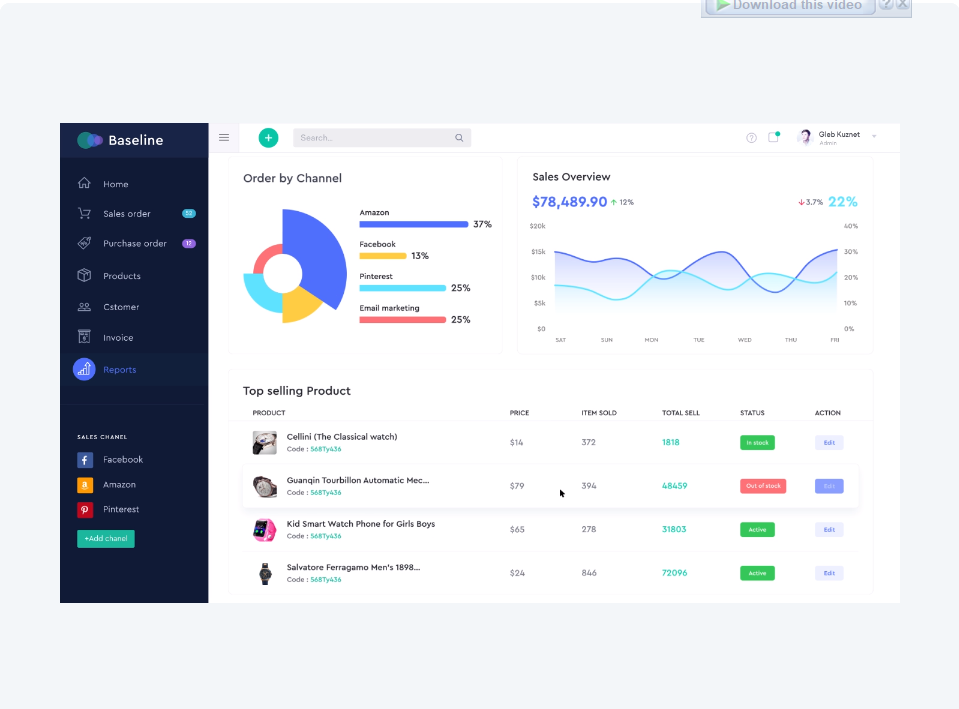 Download this video
Baseline
Search...
Gleb Kuznet
Admin
Home
Sales order 52
Purchase order 12
Products
Cstomer
Invoice
Reports
SALES CHANEL
Facebook
Amazon
Pinterest
+Add chanel
Order by Channel
Amazon
37%
Facebook
13%
Pinterest
25%
Email marketing
25%
Sales Overview
$78,489.90 12%
3.7% 22%
$20k
$15k
$10k
$5k
$0
40%
30%
20%
10%
0%
SAT SUN MON TUE WED THU FRI
Top selling Product
PRODUCT PRICE ITEM SOLD TOTAL SELL STATUS ACTION
Cellini (The Classical watch)
Code : 568Ty436
$14 372 1818 In stock Edit
Guanqin Tourbillon Automatic Mec...
Code : 568Ty436
$79 394 48459 Out of stock Edit
Kid Smart Watch Phone for Girls Boys
Code : 568Ty436
$65 278 31803 Active Edit
Salvatore Ferragamo Men's 1898...
Code : 568Ty436
$24 846 72096 Active Edit